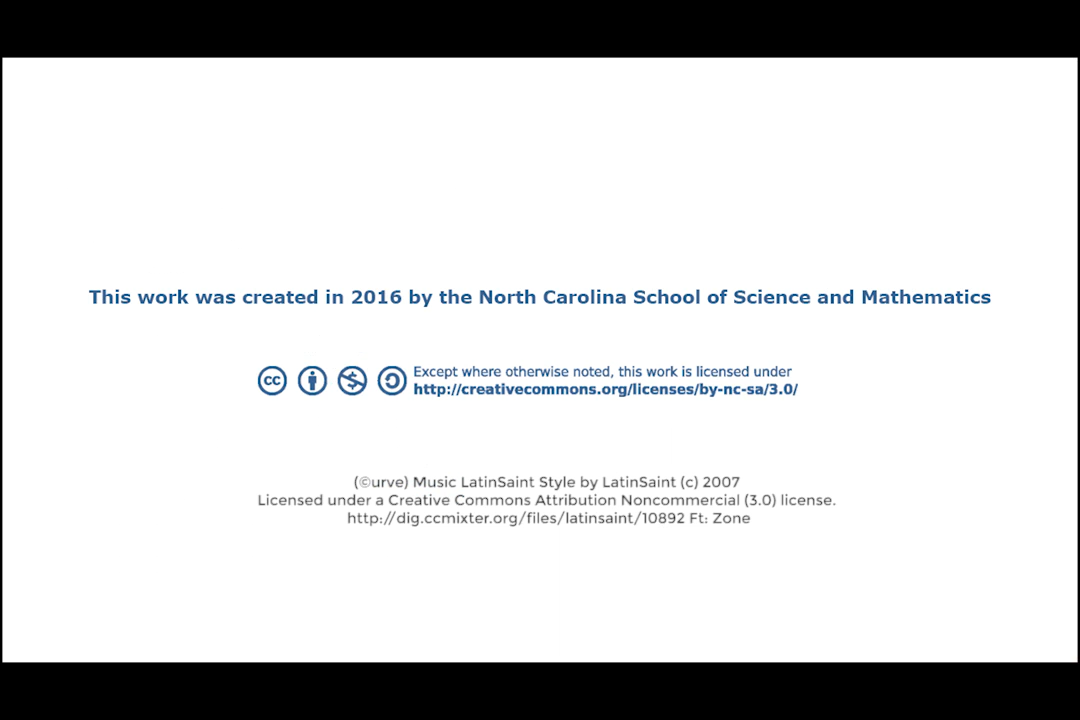 This work was created in 2016 by the North Carolina School of Science and Mathematics
cc
Except where otherwise noted, this work is licensed under
http://creativecommons.org/licenses/by-nc-sa/3.0/
(©urve) Music LatinSaint Style by LatinSaint (c) 2007
Licensed under a Creative Commons Attribution Noncommercial (3.0) license.
http://dig.ccmixter.org/files/latinsaint/10892 Ft: Zone